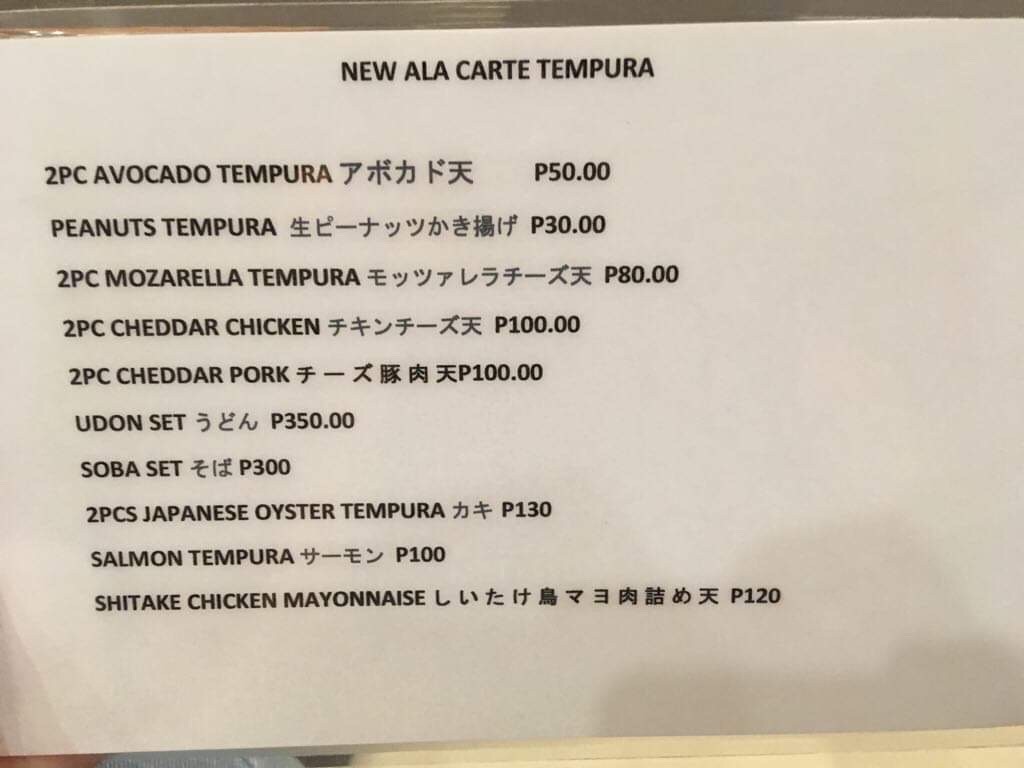 NEW ALA CARTE TEMPURA
2PC AVOCADO TEMPURA アボカド天 P50.00
PEANUTS TEMPURA 生ピーナッツかき揚げ P30.00
2PC MOZARELLA TEMPURA モッツァレラチーズ天 P80.00
2PC CHEDDAR CHICKEN チキンチーズ天 P100.00
2PC CHEDDAR PORK チーズ豚肉天P100.00
UDON SET うどん P350.00
SOBA SET そば P300
2PCS JAPANESE OYSTER TEMPURA カキ P130
SALMON TEMPURA サーモン P100
SHITAKE CHICKEN MAYONNAISE しいたけ鳥マヨ肉詰め天 P120